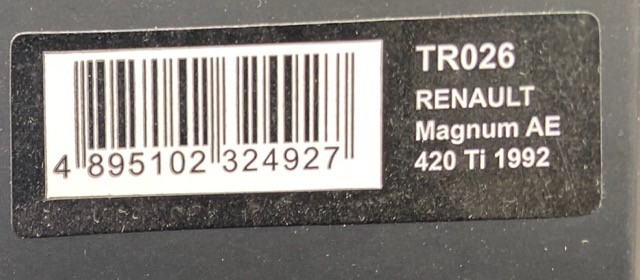 4 895102 324927
TR026
RENAULT
Magnum AE
420 Ti 1992